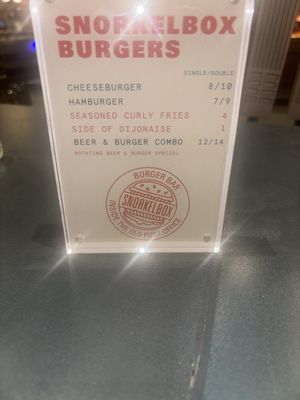 SNORKELBOX
BURGERS
SINGLE/DOUBLE
CHEESEBURGER 8/10
HAMBURGER 7/9
SEASONED CURLY FRIES 4
SIDE OF DIJONAISE 1
BEER & BURGER COMBO 12/14
ROTATING BEER & BURGER SPECIAL
BURGER BAR
SNORKELBOX
INSIDE THE OLD POST OFFICE